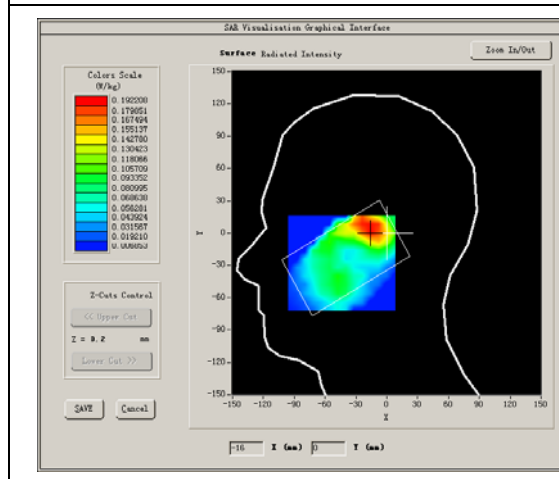 SAR Visualisation Graphical Interface
Surface Radiated Intensity
Zoom In/Out
Colors Scale
(W/kg)
0.192208
0.179851
0.167494
0.155137
0.142780
0.130423
0.118066
0.105709
0.093352
0.080995
0.068638
0.056281
0.043924
0.031567
0.019210
0.006853
Z-Cuts Control
<< Upper Cut
Z = 0.2 mm
Lower Cut >>
SAVE
Cancel
150
120
90
60
30
0
-30
-60
-90
-120
-150
Y
-150 -120 -90 -60 -30 0 30 60 90 120 150
X
-16 X (mm) 0 Y (mm)